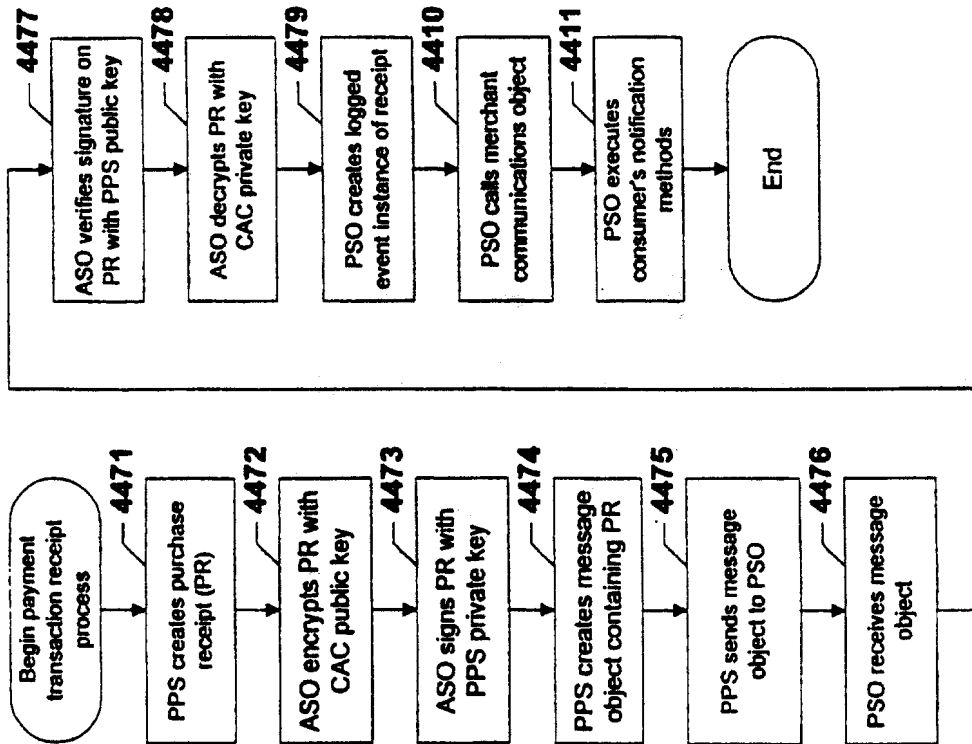 Begin payment
transaction receipt
process
4471
PPS creates purchase
receipt (PR)
4472
ASO encrypts PR with
CAC public key
4473
ASO signs PR with
PPS private key
4474
PPS creates message
object containing PR
4475
PPS sends message
object to PSO
4476
PSO receives message
object
4477
ASO verifies signature on
PR with PPS public key
4478
ASO decrypts PR with
CAC private key
4479
PSO creates logged
event instance of receipt
4410
PSO calls merchant
communications object
4411
PSO executes
consumer's notification
methods
End